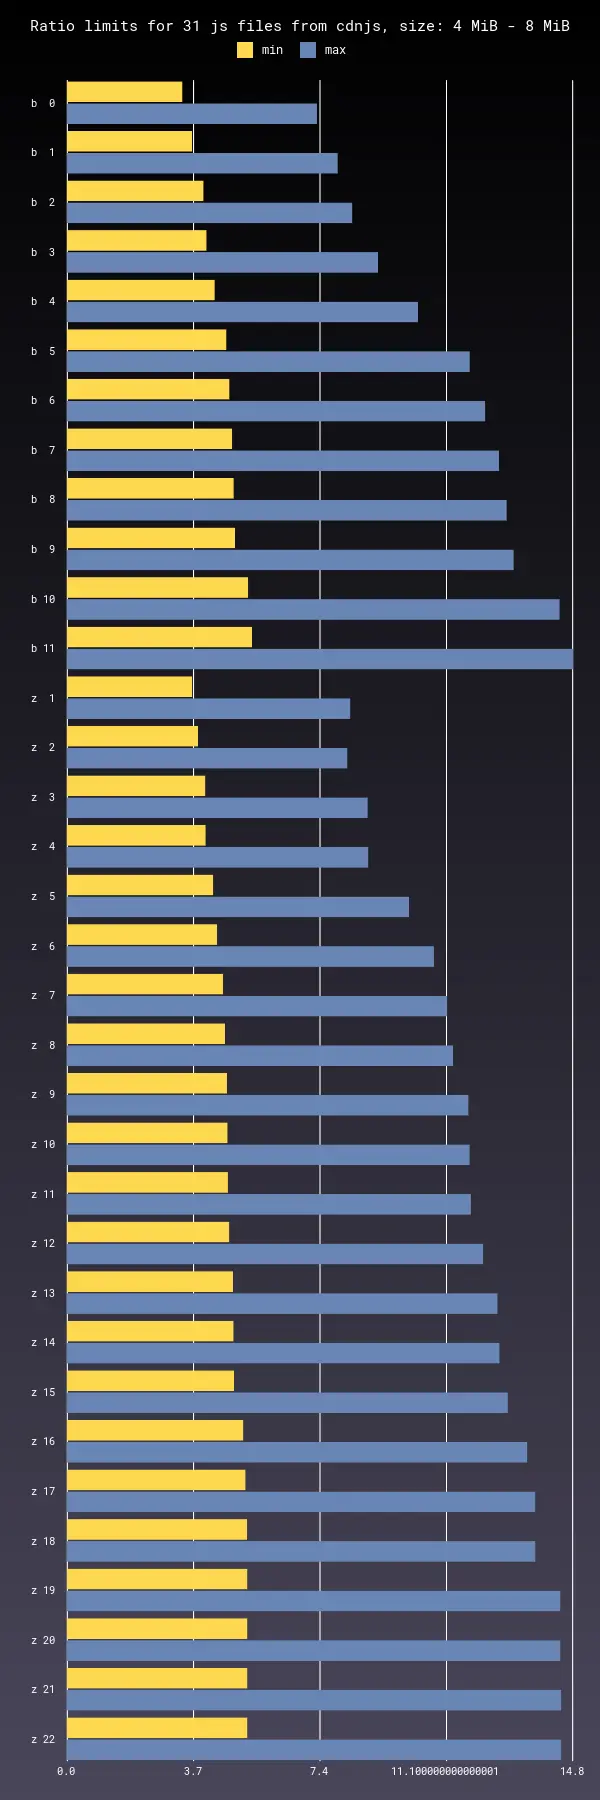 Ratio limits for 31 js files from cdnjs, size: 4 MiB - 8 MiB
min max
b 0
b 1
b 2
b 3
b 4
b 5
b 6
b 7
b 8
b 9
b 10
b 11
z 1
z 2
z 3
z 4
z 5
z 6
z 7
z 8
z 9
z 10
z 11
z 12
z 13
z 14
z 15
z 16
z 17
z 18
z 19
z 20
z 21
z 22
0.0 3.7 7.4 11.100000000000001 14.8